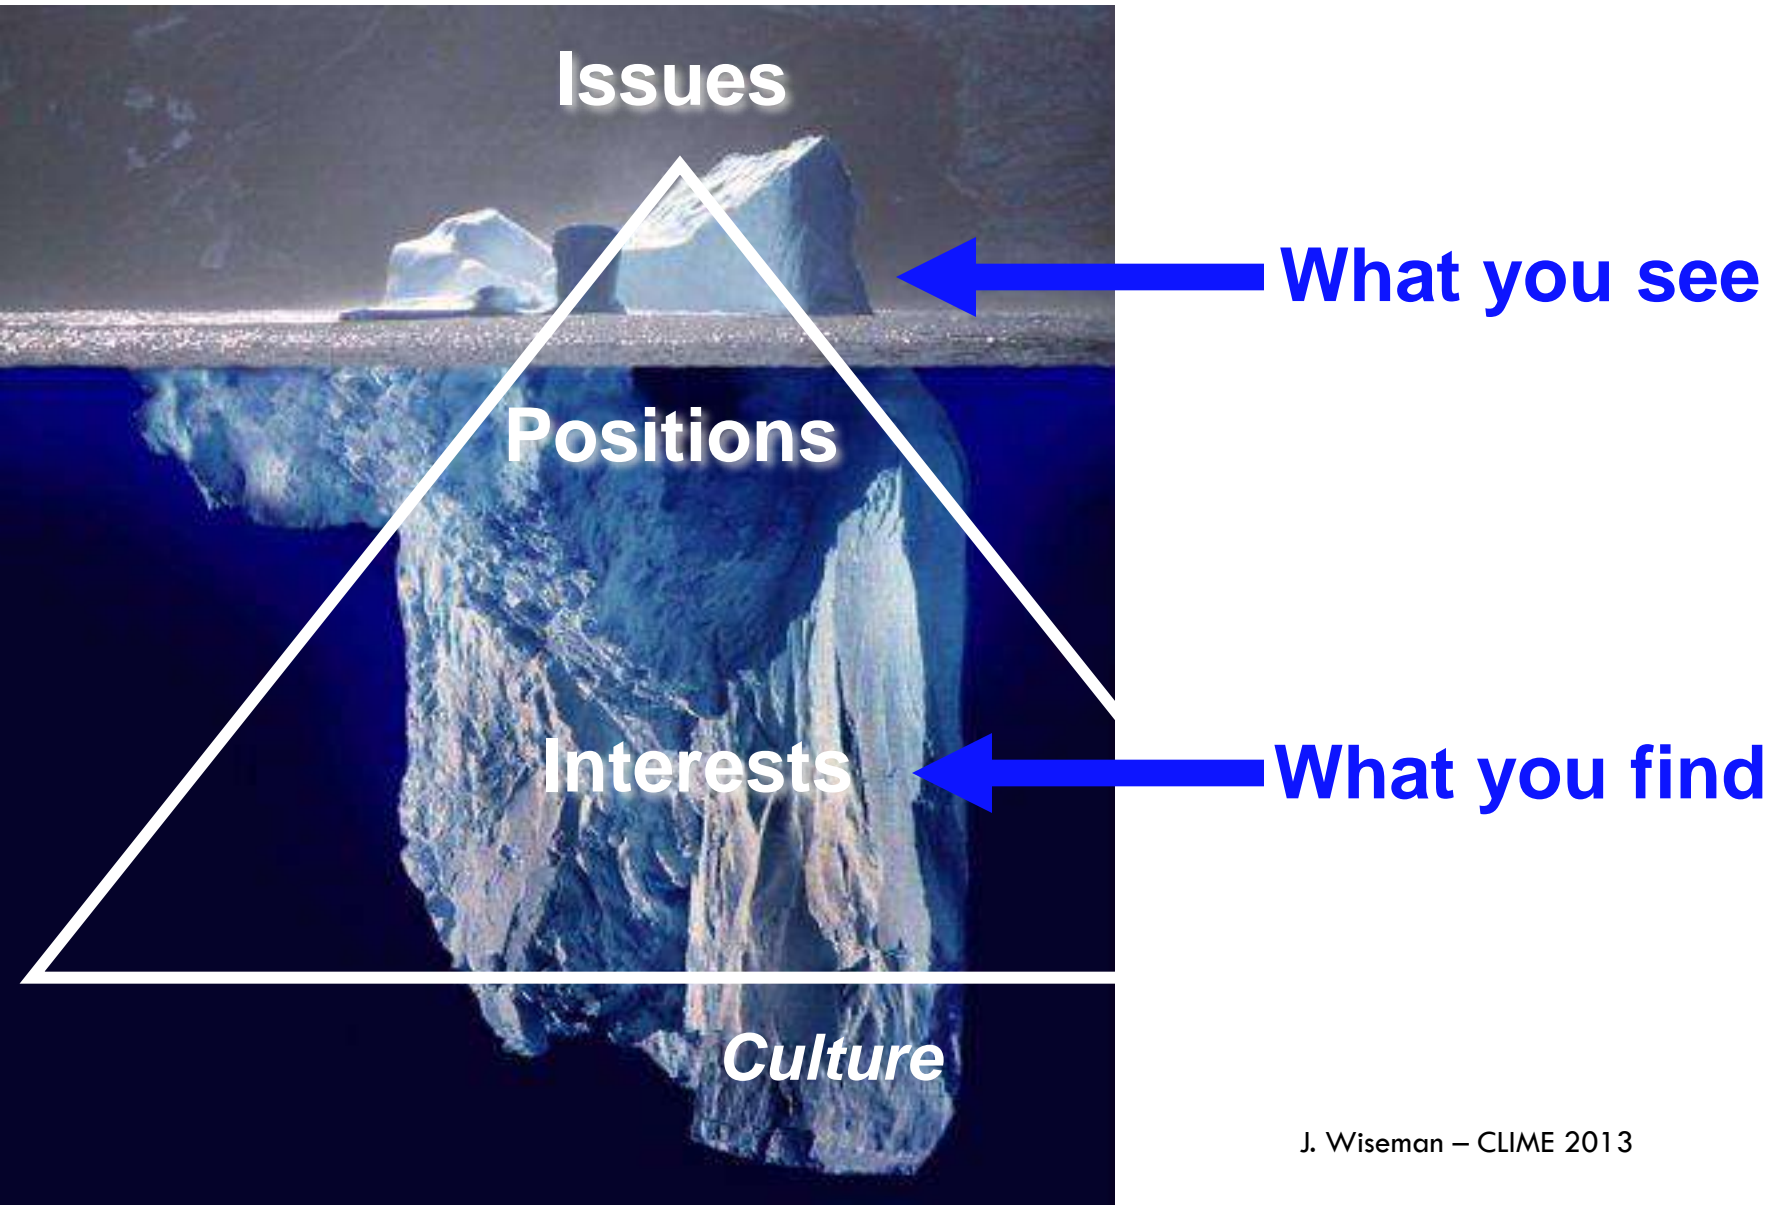 Issues
What you see
Positions
Interests
What you find
Culture
J. Wiseman – CLIME 2013